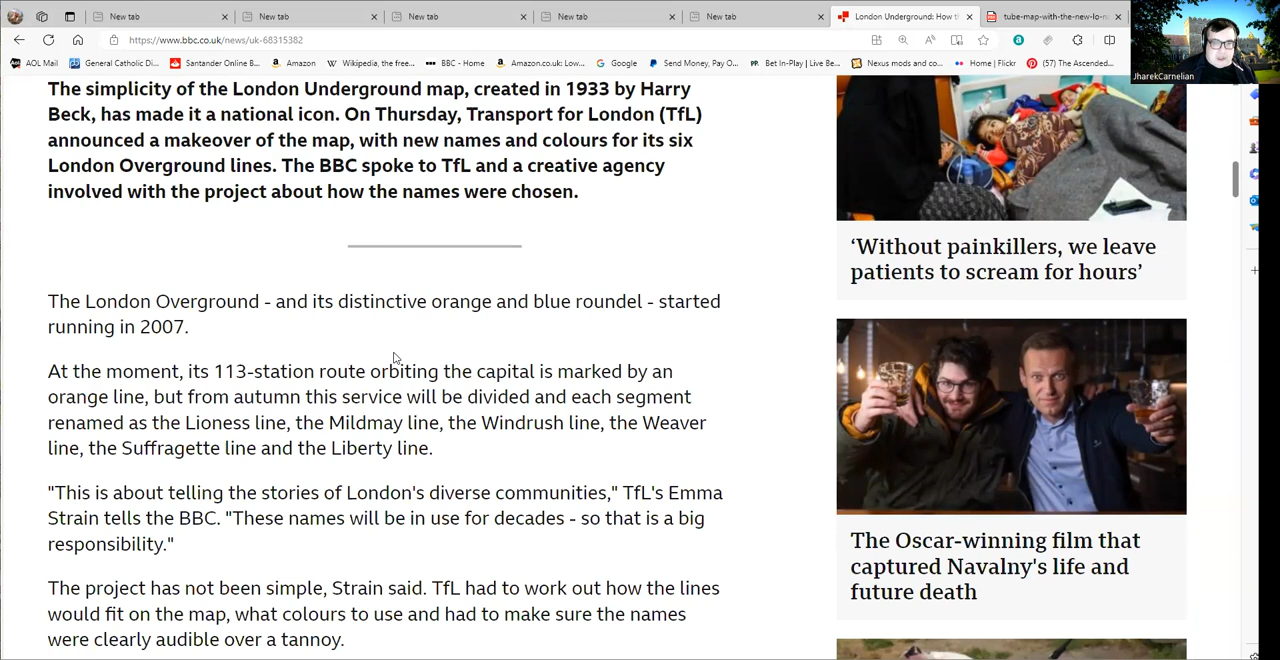 New tab
New tab
New tab
New tab
New tab
London Underground: How th
tube-map-with-the-new-lo-n
https://www.bbc.co.uk/news/uk-68315382
AOL Mail
General Catholic Di...
Santander Online B...
Amazon
Wikipedia, the free...
BBC - Home
Amazon.co.uk: Low...
Google
Send Money, Pay O...
Bet In-Play | Live Be...
Nexus mods and co...
Home | Flickr
(57) The Ascended...
JharekCarnelian
The simplicity of the London Underground map, created in 1933 by Harry
Beck, has made it a national icon. On Thursday, Transport for London (TfL)
announced a makeover of the map, with new names and colours for its six
London Overground lines. The BBC spoke to TfL and a creative agency
involved with the project about how the names were chosen.
The London Overground - and its distinctive orange and blue roundel - started
running in 2007.
At the moment, its 113-station route orbiting the capital is marked by an
orange line, but from autumn this service will be divided and each segment
renamed as the Lioness line, the Mildmay line, the Windrush line, the Weaver
line, the Suffragette line and the Liberty line.
"This is about telling the stories of London's diverse communities," TfL's Emma
Strain tells the BBC. "These names will be in use for decades - so that is a big
responsibility."
The project has not been simple, Strain said. TfL had to work out how the lines
would fit on the map, what colours to use and had to make sure the names
were clearly audible over a tannoy.
‘Without painkillers, we leave
patients to scream for hours’
The Oscar-winning film that
captured Navalny's life and
future death